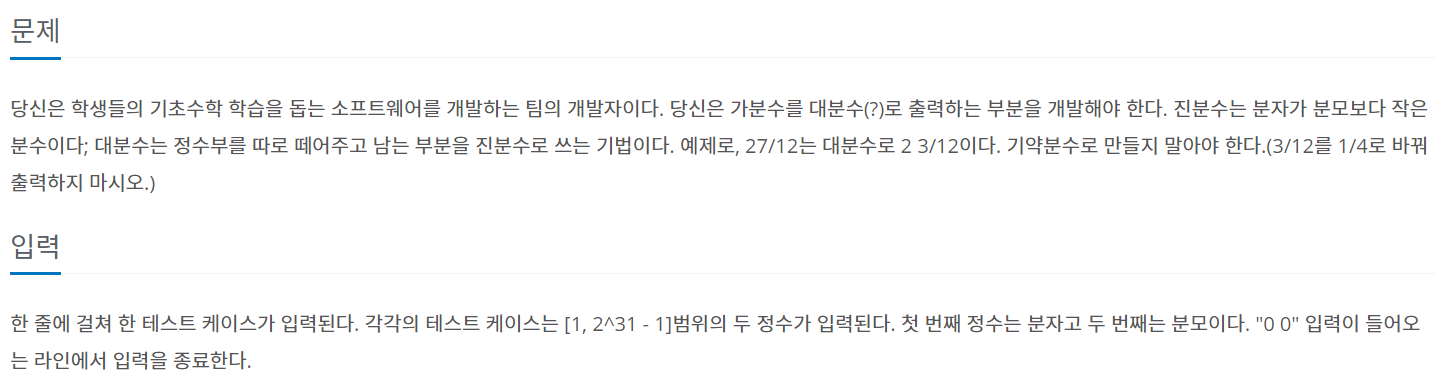 문제
당신은 학생들의 기초수학 학습을 돕는 소프트웨어를 개발하는 팀의 개발자이다. 당신은 가분수를 대분수(?)로 출력하는 부분을 개발해야 한다. 진분수는 분자가 분모보다 작은
분수이다; 대분수는 정수부를 따로 떼어주고 남는 부분을 진분수로 쓰는 기법이다. 예제로, 27/12는 대분수로 2 3/12이다. 기약분수로 만들지 말아야 한다.(3/12를 1/4로 바꿔
출력하지 마시오.)
입력
한 줄에 걸쳐 한 테스트 케이스가 입력된다. 각각의 테스트 케이스는 [1, 2^31 - 1]범위의 두 정수가 입력된다. 첫 번째 정수는 분자고 두 번째는 분모이다. "0 0" 입력이 들어오
는 라인에서 입력을 종료한다.